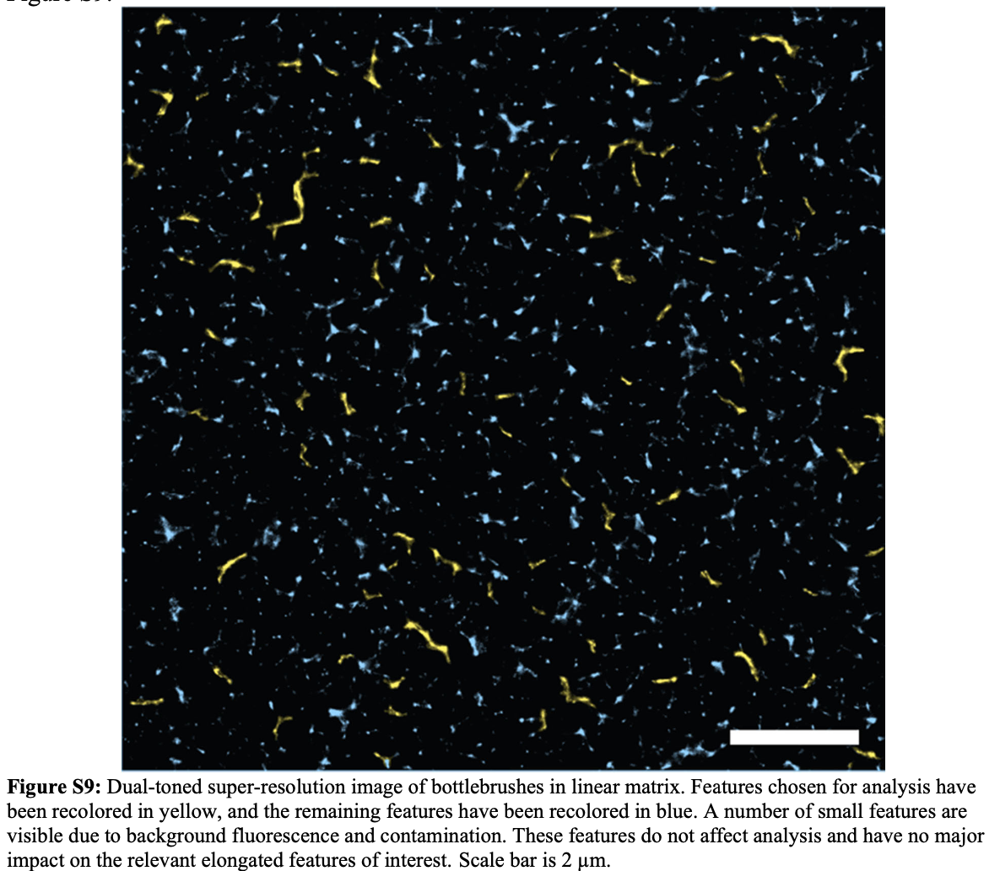 Figure S9:
Figure S9: Dual-toned super-resolution image of bottlebrushes in linear matrix. Features chosen for analysis have
been recolored in yellow, and the remaining features have been recolored in blue. A number of small features are
visible due to background fluorescence and contamination. These features do not affect analysis and have no major
impact on the relevant elongated features of interest. Scale bar is 2 μm.